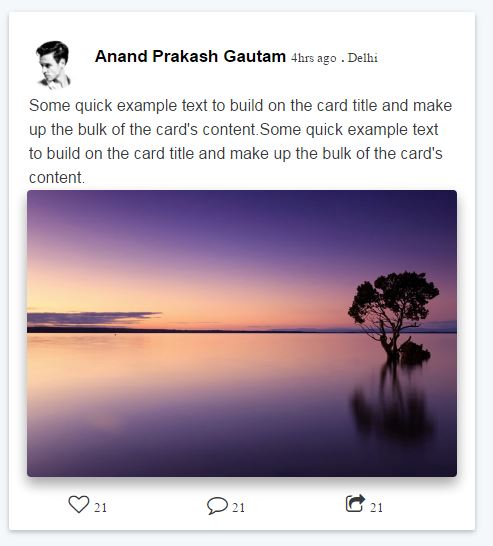 Anand Prakash Gautam 4hrs ago . Delhi
Some quick example text to build on the card title and make
up the bulk of the card's content.Some quick example text
to build on the card title and make up the bulk of the card's
content.
21 21 21